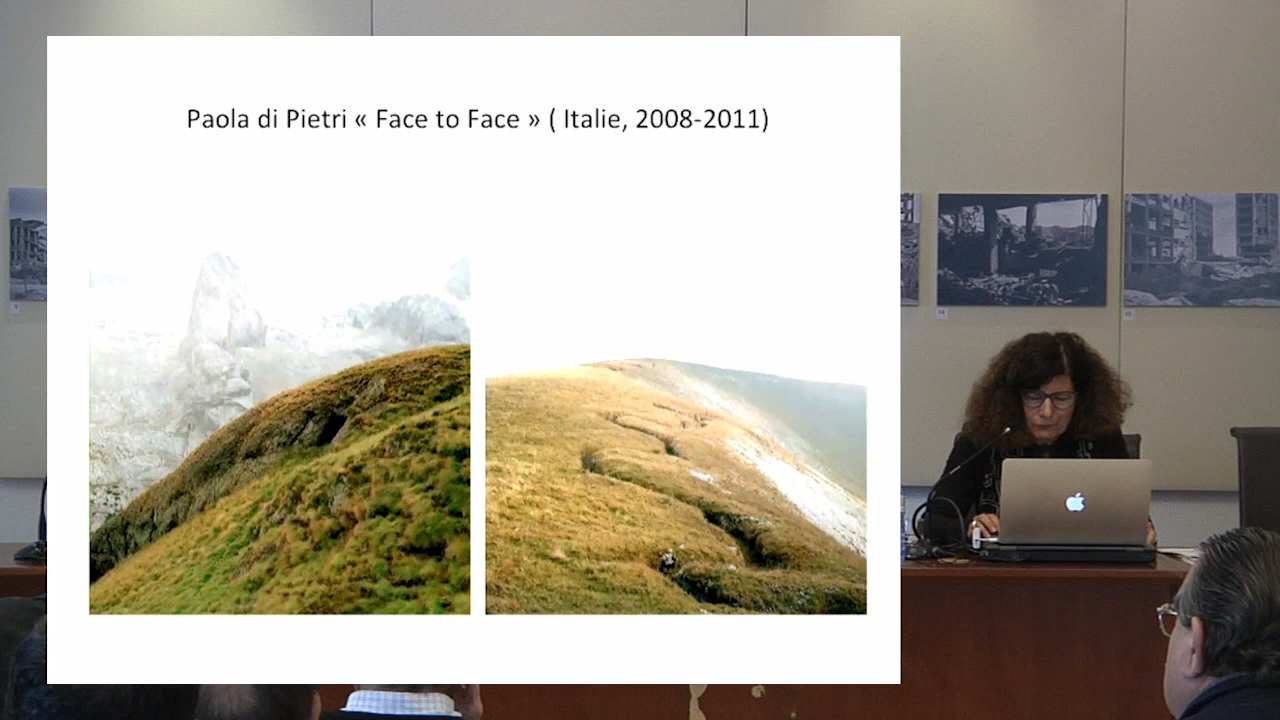 Paola di Pietri « Face to Face » ( Italie, 2008-2011)